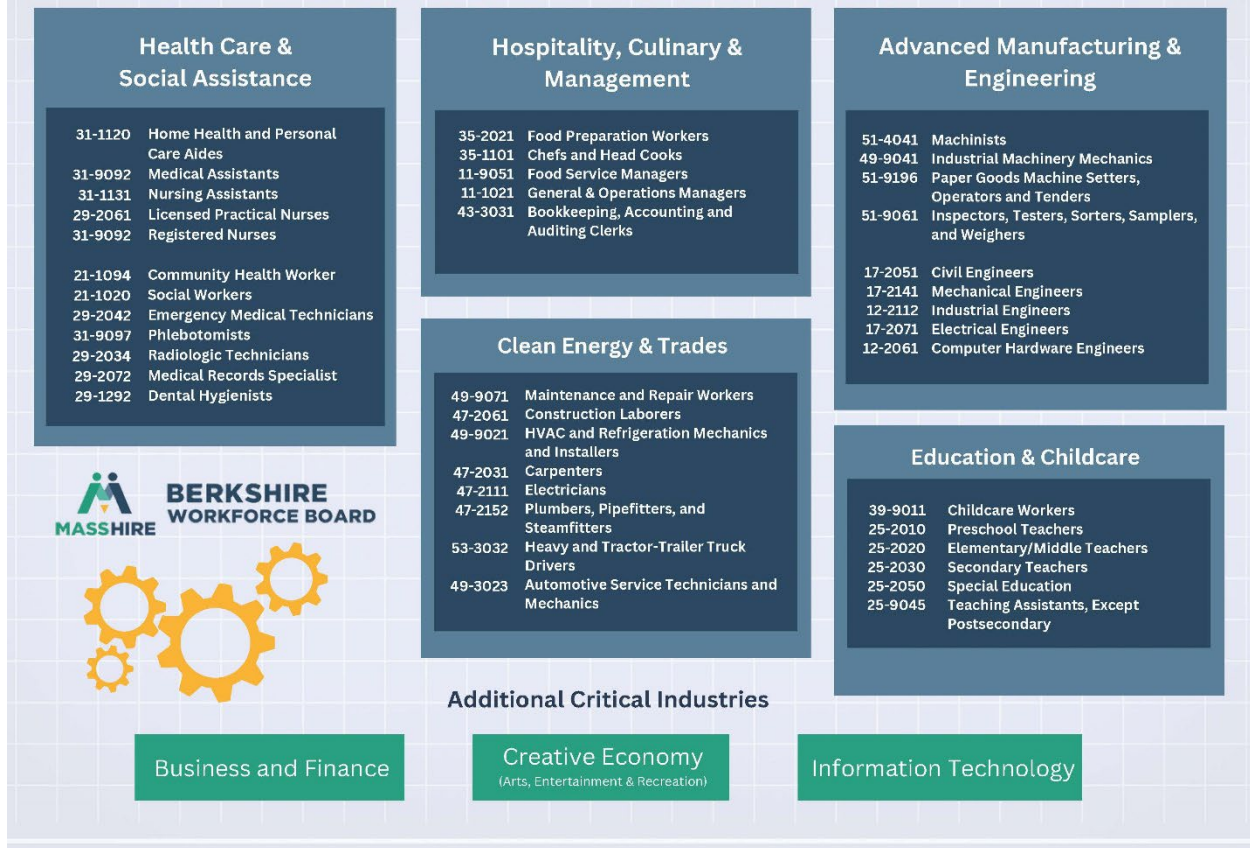 Health Care &
Social Assistance
31-1120 Home Health and Personal
Care Aides
31-9092 Medical Assistants
31-1131 Nursing Assistants
29-2061 Licensed Practical Nurses
31-9092 Registered Nurses
21-1094 Community Health Worker
21-1020 Social Workers
29-2042 Emergency Medical Technicians
31-9097 Phlebotomists
29-2034 Radiologic Technicians
29-2072 Medical Records Specialist
29-1292 Dental Hygienists
Hospitality, Culinary &
Management
35-2021 Food Preparation Workers
35-1101 Chefs and Head Cooks
11-9051 Food Service Managers
11-1021 General & Operations Managers
43-3031 Bookkeeping, Accounting and
Auditing Clerks
Advanced Manufacturing &
Engineering
51-4041 Machinists
49-9041 Industrial Machinery Mechanics
51-9196 Paper Goods Machine Setters,
Operators and Tenders
51-9061 Inspectors, Testers, Sorters, Samplers,
and Weighers
17-2051 Civil Engineers
17-2141 Mechanical Engineers
12-2112 Industrial Engineers
17-2071 Electrical Engineers
12-2061 Computer Hardware Engineers
Clean Energy & Trades
49-9071 Maintenance and Repair Workers
47-2061 Construction Laborers
49-9021 HVAC and Refrigeration Mechanics
and Installers
47-2031 Carpenters
47-2111 Electricians
47-2152 Plumbers, Pipefitters, and
Steamfitters
53-3032 Heavy and Tractor-Trailer Truck
Drivers
49-3023 Automotive Service Technicians and
Mechanics
Education & Childcare
39-9011 Childcare Workers
25-2010 Preschool Teachers
25-2020 Elementary/Middle Teachers
25-2030 Secondary Teachers
25-2050 Special Education
25-9045 Teaching Assistants, Except
Postsecondary
MASSHIRE
BERKSHIRE
WORKFORCE BOARD
Additional Critical Industries
Business and Finance
Creative Economy
(Arts, Entertainment & Recreation)
Information Technology